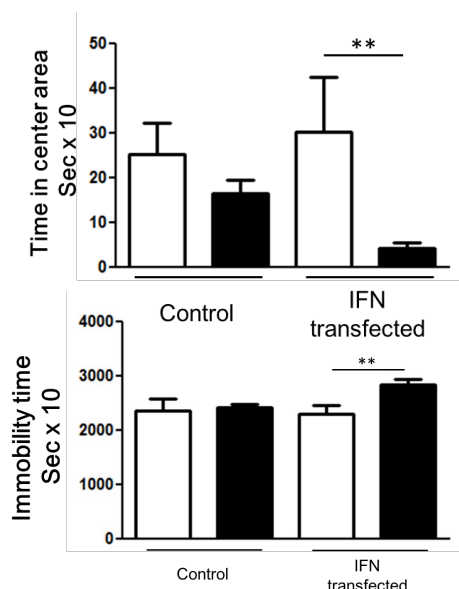 Time in center area
Sec x 10
50
40
30
20
10
0
**
Control
IFN
transfected
Immobility time
Sec x 10
4000
3000
2000
1000
0
**
Control
IFN
transfected